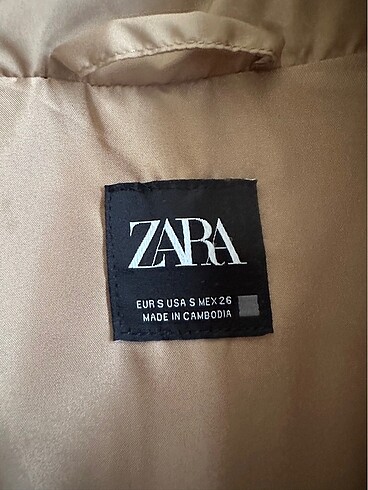 ZARA
EUR S USA S MEX 26
MADE IN CAMBODIA